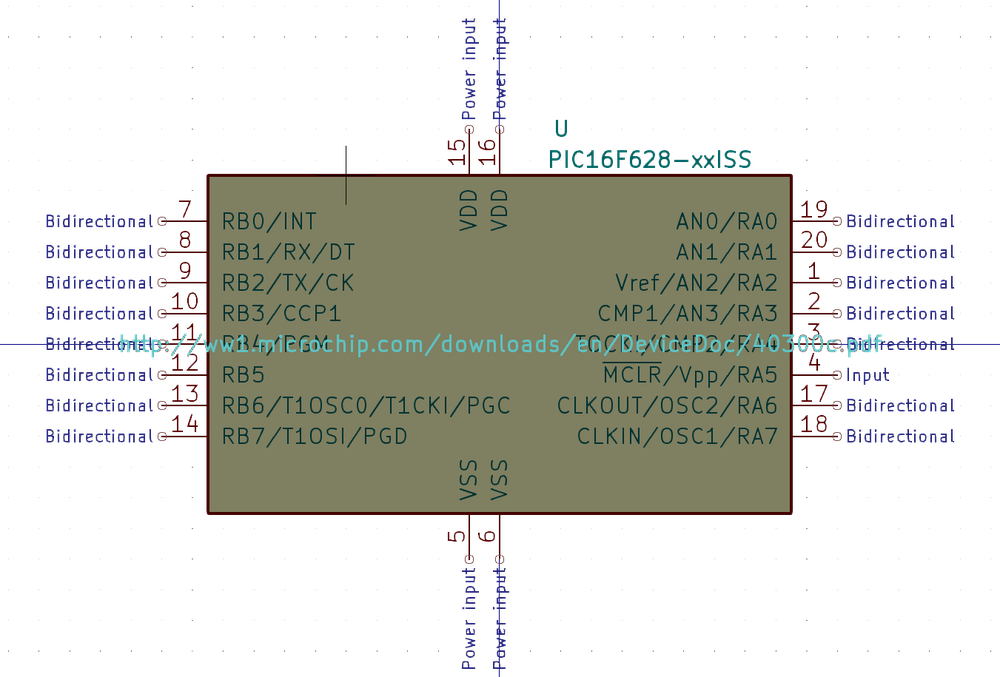 Power input
Power input
15
16
U
PIC16F628-xxISS
VDD
VDD
Bidirectional 7 RB0/INT
AN0/RA0 19 Bidirectional
Bidirectional 8 RB1/RX/DT
AN1/RA1 20 Bidirectional
Bidirectional 9 RB2/TX/CK
Vref/AN2/RA2 1 Bidirectional
Bidirectional 10 RB3/CCP1
CMP1/AN3/RA3 2 Bidirectional
Bidirectional 11 RB4/PGM
http://ww1.microchip.com/downloads/en/DeviceDoc/40300c.pdf
3 Bidirectional
Bidirectional 12 RB5
MCLR/Vpp/RA5 4 Input
Bidirectional 13 RB6/T1OSC0/T1CKI/PGC
CLKOUT/OSC2/RA6 17 Bidirectional
Bidirectional 14 RB7/T1OSI/PGD
CLKIN/OSC1/RA7 18 Bidirectional
VSS
VSS
5
6
Power input
Power input